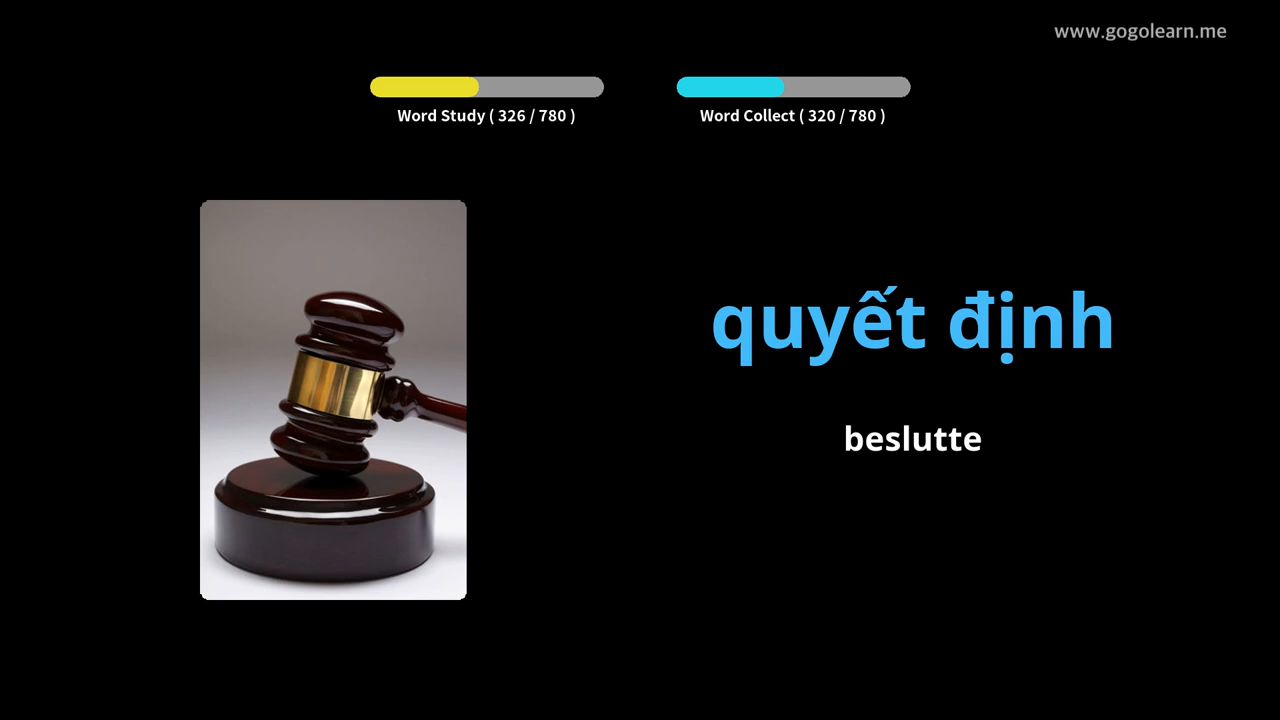 www.gogolearn.me
Word Study ( 326 / 780 )
Word Collect ( 320 / 780 )
quyết định
beslutte